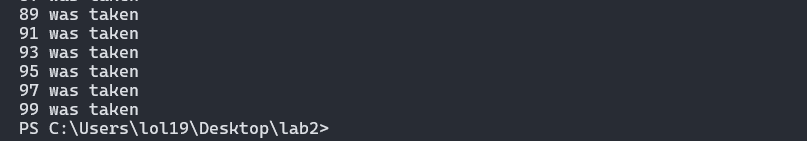 89 was taken
91 was taken
93 was taken
95 was taken
97 was taken
99 was taken
PS C:\Users\lol19\Desktop\lab2>